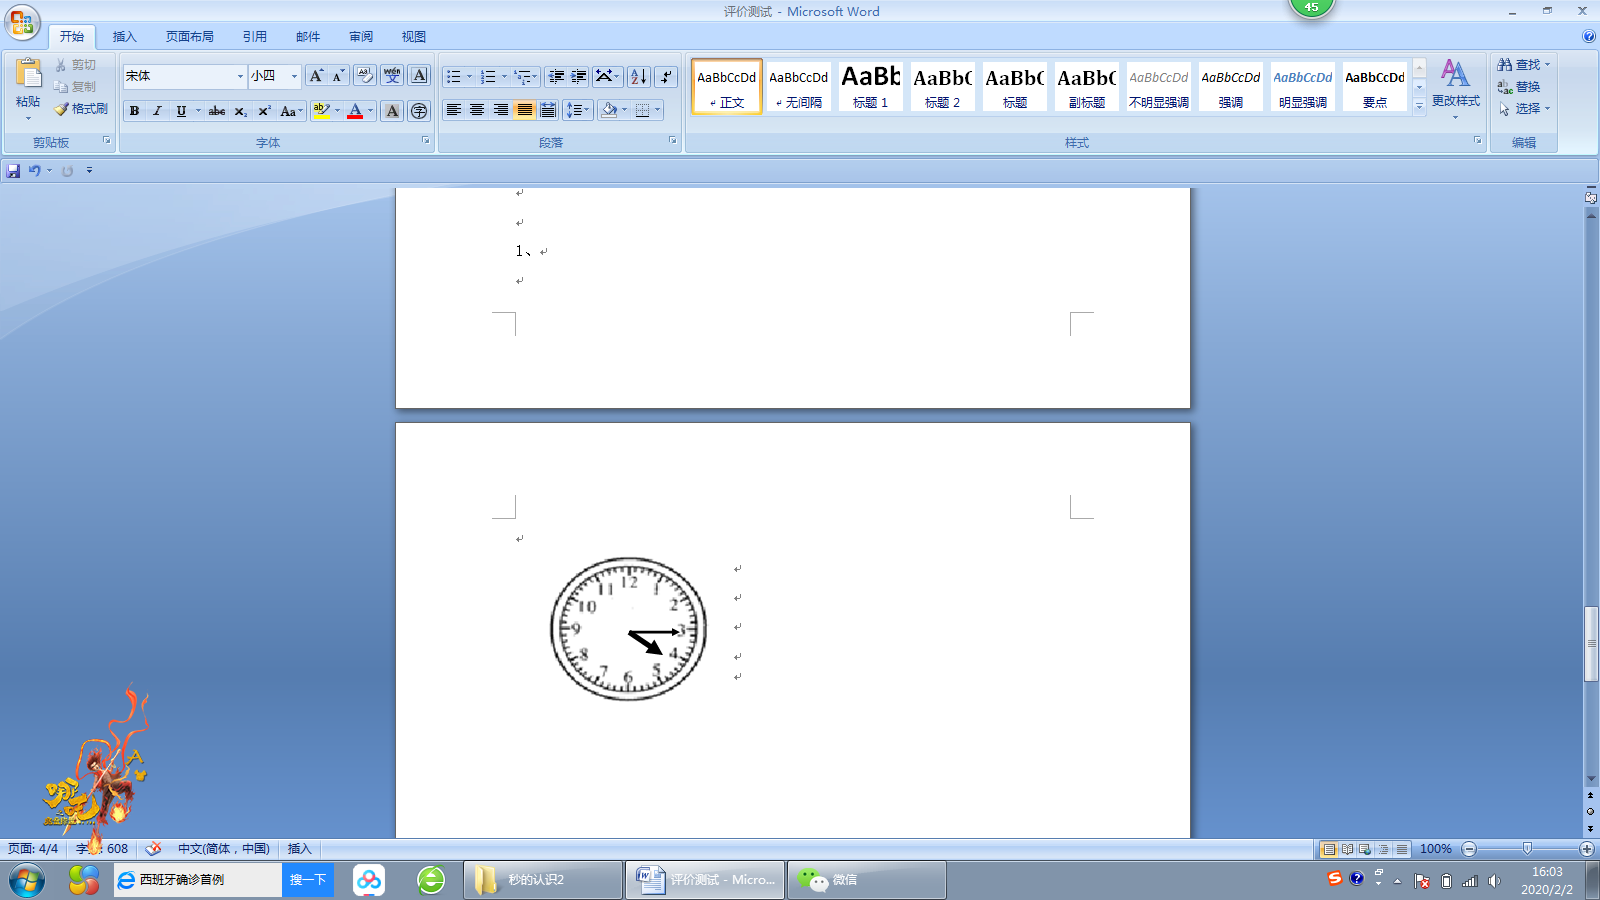 评价测试 - Microsoft Word
45
开始 插入 页面布局 引用 邮件 审阅 视图
粘贴
剪切
复制
格式刷
剪贴板
宋体 小四
字体
段落
AaBbCcDd 正文
AaBbCcDd 无间隔
AaBb 标题 1
AaBbC 标题 2
AaBbC 标题
AaBbC 副标题
AaBbCcDd 不明显强调
AaBbCcDd 强调
AaBbCcDd 明显强调
AaBbCcDd 要点
更改样式
样式
查找
替换
选择
编辑
1、
12
11 1
10 2
9 3
8 4
7 5
6
页面: 4/4 608 中文(简体，中国) 插入
100%
西班牙确诊首例 搜一下
秒的认识2
评价测试 - Micro...
微信
16:03
2020/2/2